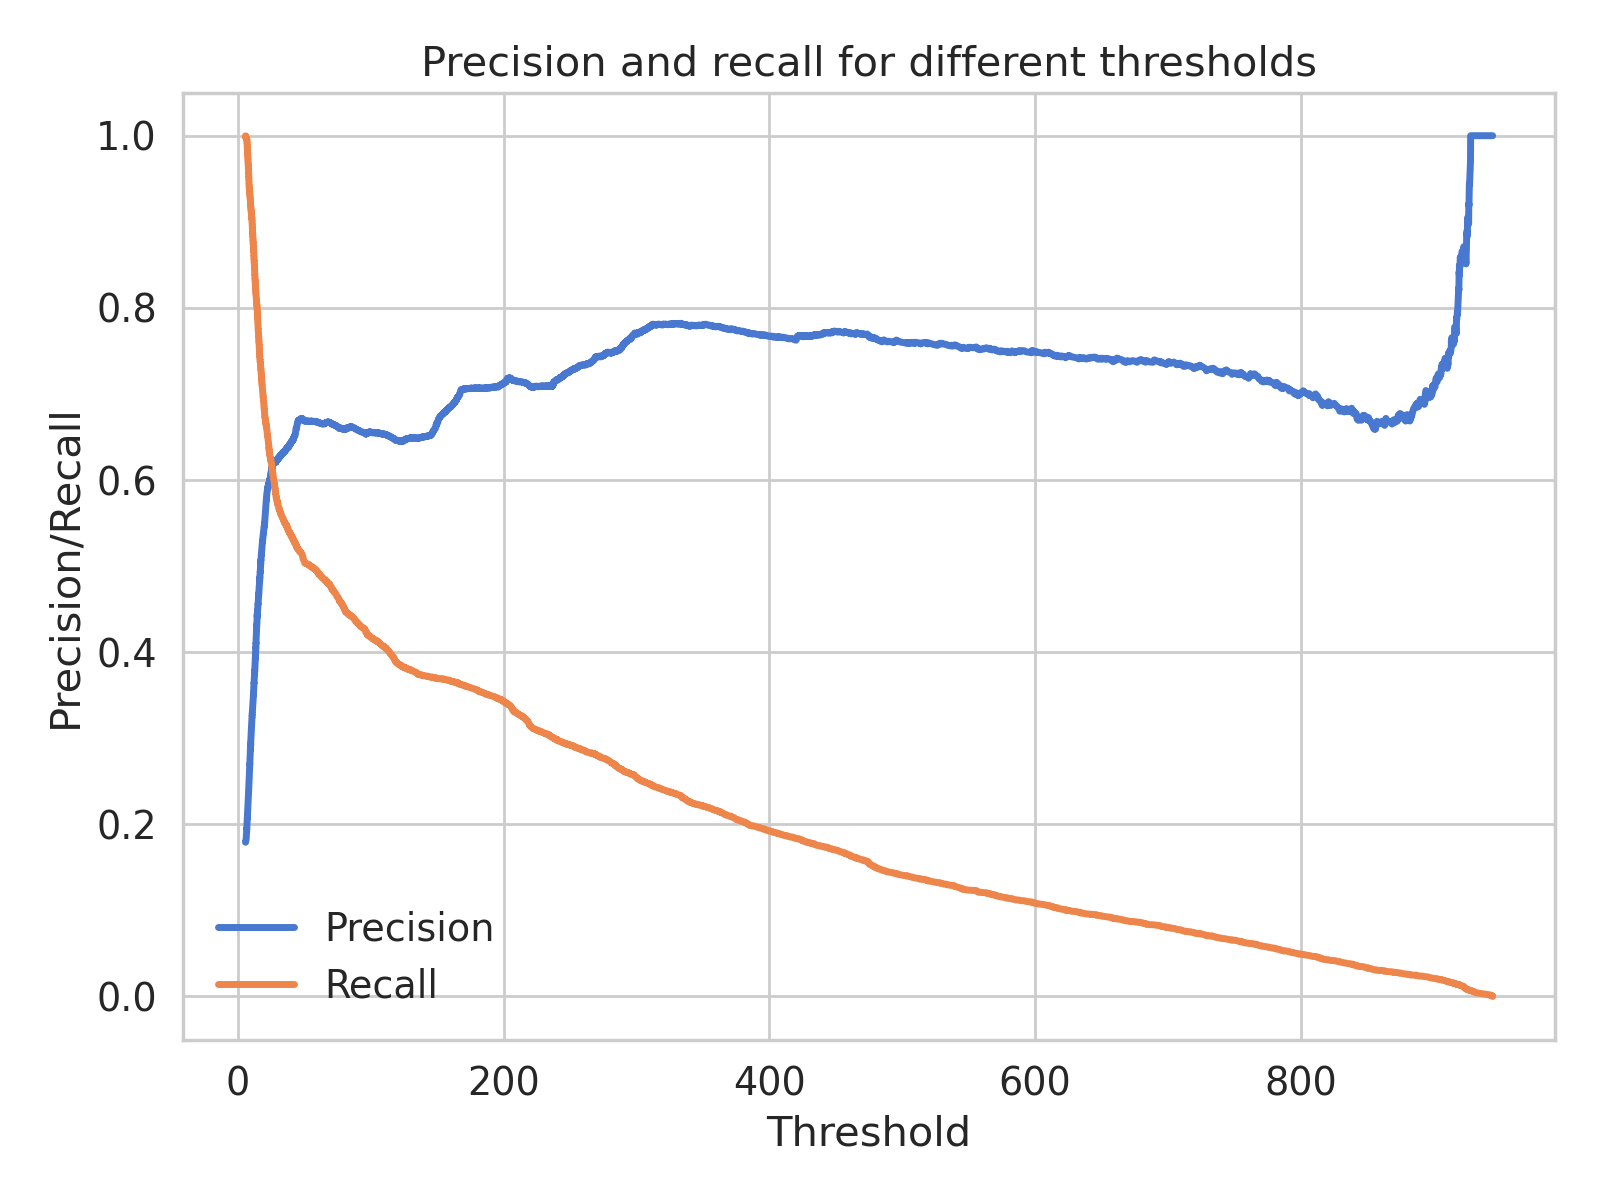 Precision and recall for different thresholds
1.0
0.8
0.6
0.4
0.2
0.0
Precision/Recall
Precision
Recall
0 200 400 600 800
Threshold